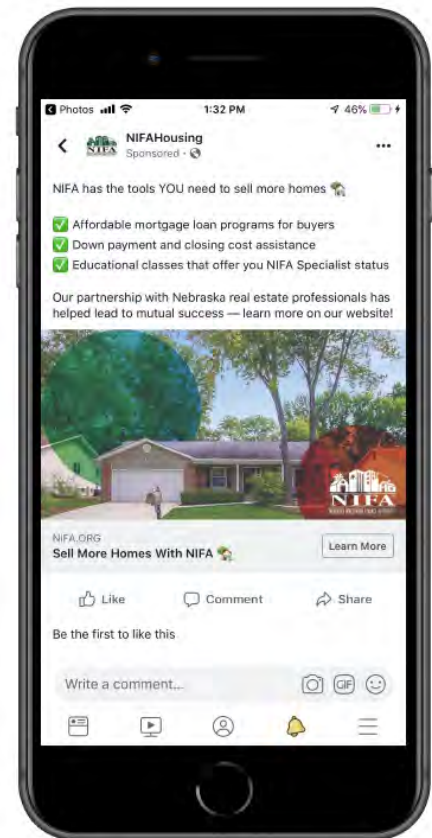 Photos 1:32 PM 46%
NIFA
NIFAHousing
Sponsored ·
NIFA has the tools YOU need to sell more homes 🏡
✅ Affordable mortgage loan programs for buyers
✅ Down payment and closing cost assistance
✅ Educational classes that offer you NIFA Specialist status
Our partnership with Nebraska real estate professionals has
helped lead to mutual success — learn more on our website!
NIFA
NIFA.ORG
Sell More Homes With NIFA 🏡
Learn More
Like Comment Share
Be the first to like this
Write a comment...
GIF